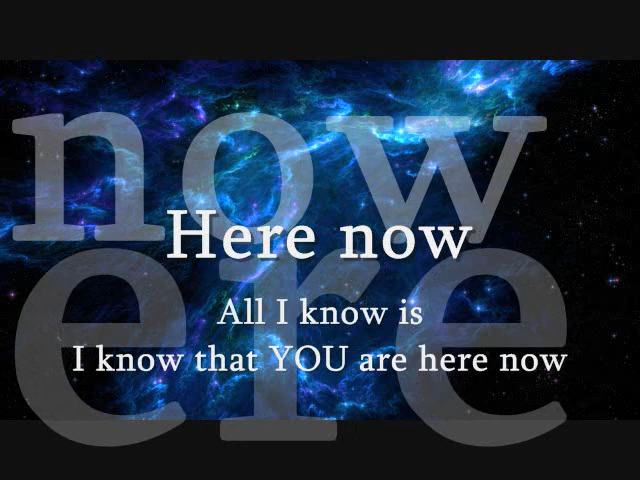 now
ere
Here now
All I know is
I know that YOU are here now